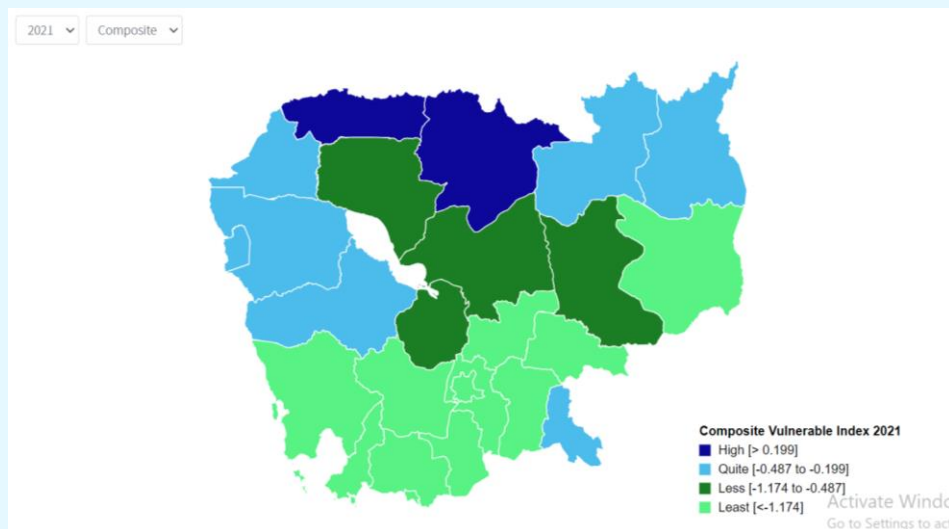 2021
Composite
Composite Vulnerable Index 2021
High [> 0.199]
Quite [-0.487 to -0.199]
Less [-1.174 to -0.487]
Least [<-1.174]
Activate Windo
Go to Settings to ac